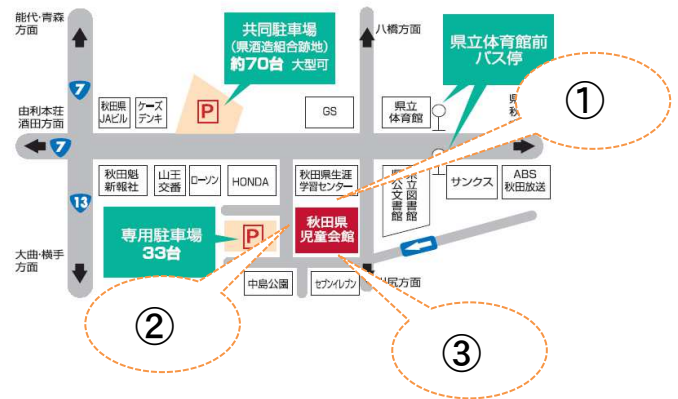 能代・青森
方面
共同駐車場
(県酒造組合跡地)
約70台 大型可
八橋方面
県立体育館前
バス停
7
由利本荘
酒田方面
秋田県
JAビル
ケーズ
デンキ
P
GS
県立
体育館
県
秋
①
7
秋田魁
新報社
山王
交番
ローソン
HONDA
秋田県生涯
学習センター
県立図書館
県公文書館
サンクス
ABS
秋田放送
13
専用駐車場
33台
P
秋田県
児童会館
大曲・横手
方面
中島公園
セブンイレブン
尻方面
②
③